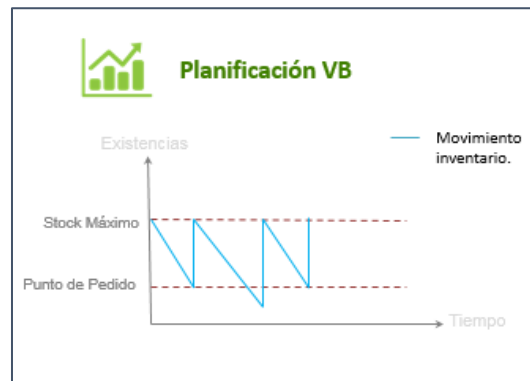 Planificación VB
Existencias
Movimiento
inventario.
Stock Máximo
Punto de Pedido
Tiempo